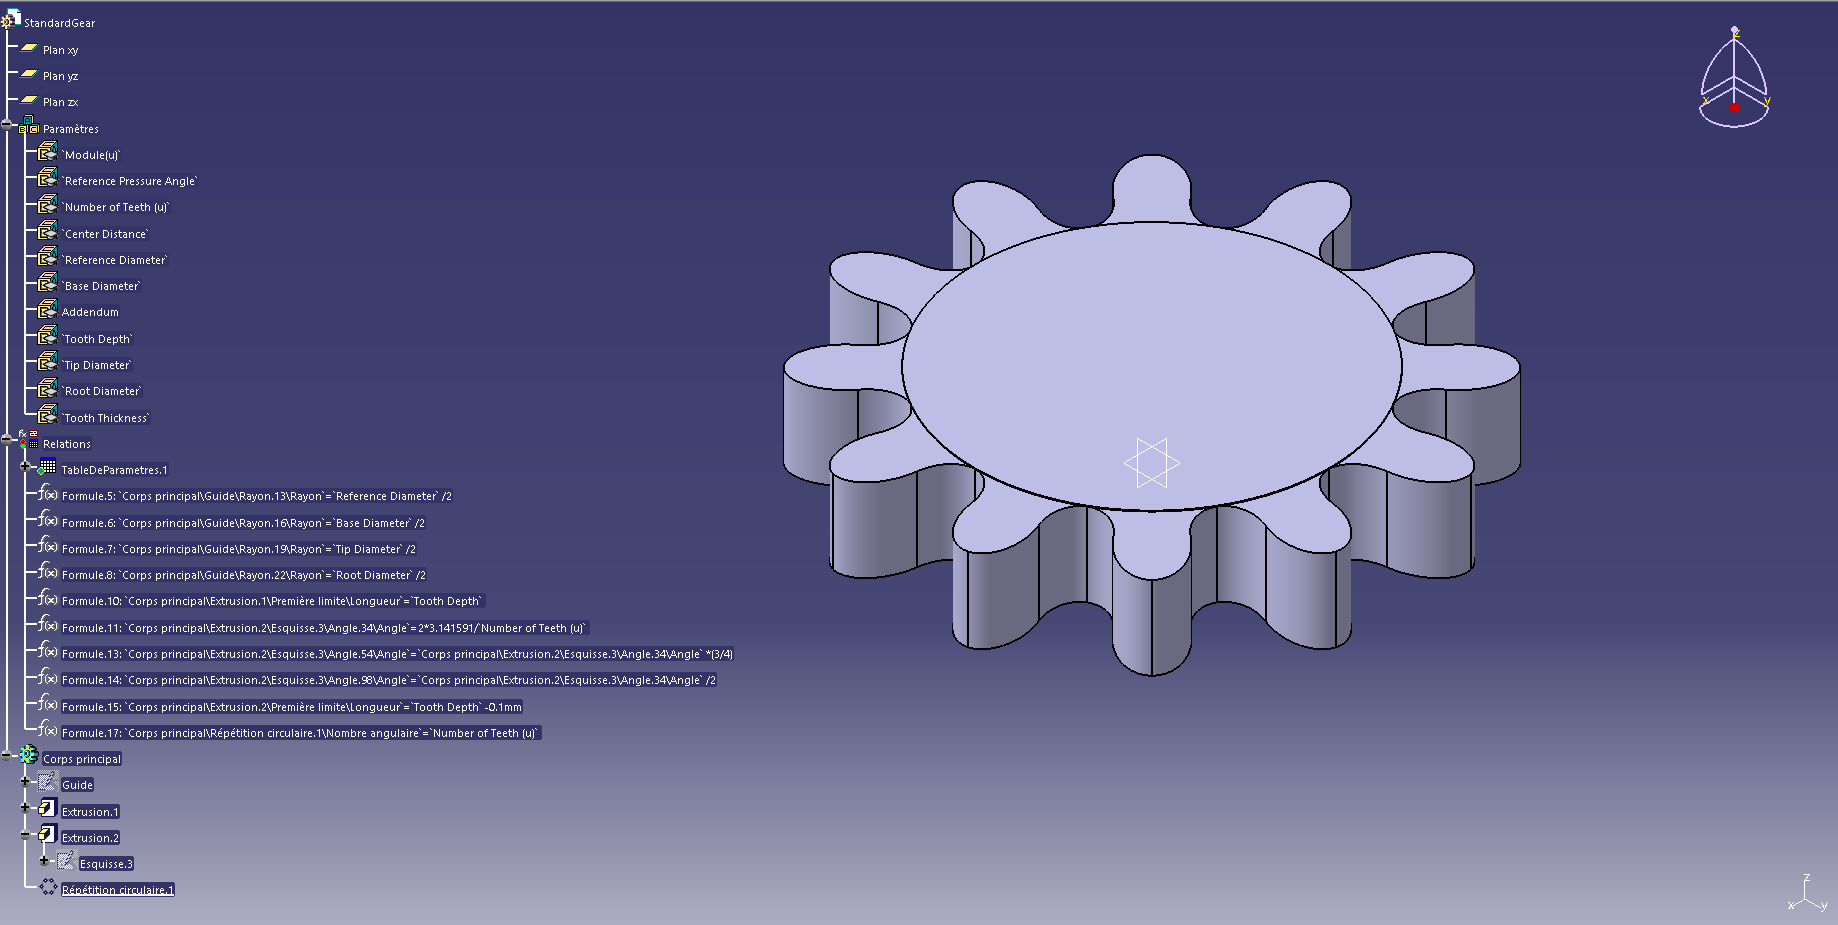 StandardGear
Plan xy
Plan yz
Plan zx
Paramètres
`Module(u)`
`Reference Pressure Angle`
`Number of Teeth (u)`
`Center Distance`
`Reference Diameter`
`Base Diameter`
Addendum
`Tooth Depth`
`Tip Diameter`
`Root Diameter`
`Tooth Thickness`
Relations
TableDeParametres.1
Formule.5: `Corps principal\Guide\Rayon.13\Rayon`=`Reference Diameter` /2
Formule.6: `Corps principal\Guide\Rayon.16\Rayon`=`Base Diameter` /2
Formule.7: `Corps principal\Guide\Rayon.19\Rayon`=`Tip Diameter` /2
Formule.8: `Corps principal\Guide\Rayon.22\Rayon`=`Root Diameter` /2
Formule.10: `Corps principal\Extrusion.1\Première limite\Longueur`=`Tooth Depth`
Formule.11: `Corps principal\Extrusion.2\Esquisse.3\Angle.34\Angle`=2*3.141591/`Number of Teeth (u)`
Formule.13: `Corps principal\Extrusion.2\Esquisse.3\Angle.54\Angle`=`Corps principal\Extrusion.2\Esquisse.3\Angle.34\Angle` *(3/4)
Formule.14: `Corps principal\Extrusion.2\Esquisse.3\Angle.98\Angle`=`Corps principal\Extrusion.2\Esquisse.3\Angle.34\Angle` /2
Formule.15: `Corps principal\Extrusion.2\Première limite\Longueur`=`Tooth Depth` -0.1mm
Formule.17: `Corps principal\Répétition circulaire.1\Nombre angulaire`=`Number of Teeth (u)`
Corps principal
Guide
Extrusion.1
Extrusion.2
Esquisse.3
Répétition circulaire.1
z
x
y
z
x
y